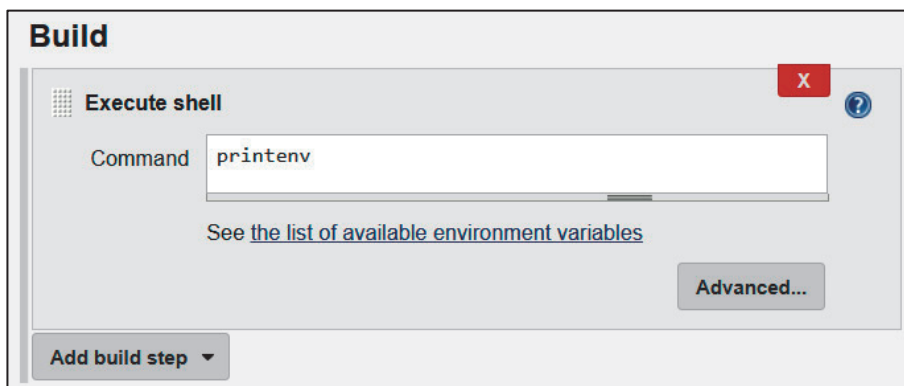 Build
X
Execute shell
?
Command printenv
See the list of available environment variables
Advanced...
Add build step